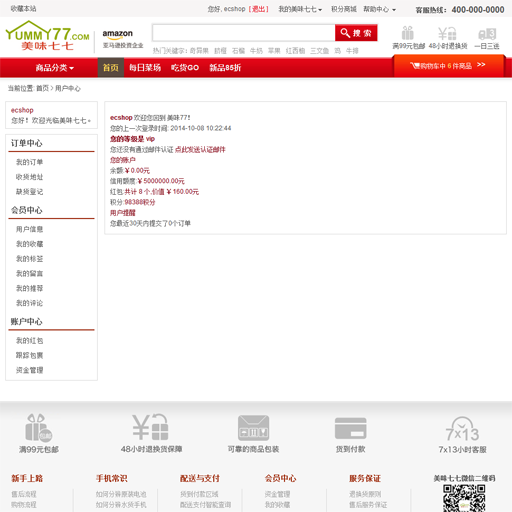 收藏本站
您好, ecshop [ 退出 ] 我的美味七七 积分商城 帮助中心 客服热线：400-000-0000
YUMMY77.COM
美味七七
amazon
亚马逊投资企业
搜 索
热门关键字：奇异果 鳕橙 石榴 牛奶 苹果 红西柚 三文鱼 鸡 牛排
满99元包邮 48小时退换货 一日三送
商品分类 首页 每日菜场 吃货GO 新品85折
购物车中 6 件商品 >>
当前位置: 首页 > 用户中心
ecshop
您好！欢迎光临美味七七。
订单中心
我的订单
收货地址
缺货登记
会员中心
用户信息
我的收藏
我的标签
我的留言
我的推荐
我的评论
账户中心
我的红包
跟踪包裹
资金管理
ecshop 欢迎您回到 美味77！
您的上一次登录时间: 2014-10-08 10:22:44
您的等级是 vip
您还没有通过邮件认证 点此发送认证邮件
您的账户
余额:￥0.00元
信用额度:￥5000000.00元
红包:共计 8 个,价值 ￥160.00元
积分:98388积分
用户提醒
您最近30天内提交了0个订单
满99元包邮 48小时退换货保障 可靠的商品包装 货到付款 7x13小时客服
7x13
新手上路 手机常识 配送与支付 会员中心 服务保证 美味七七微信二维码
售后流程 如何分辨原装电池 货到付款区域 资金管理 退换货原则
购物流程 如何分辨水货手机 配送支付智能查询 我的收藏 售后服务保证